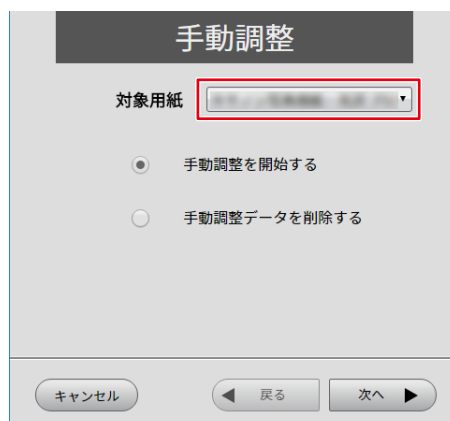 手動調整
対象用紙
手動調整を開始する
手動調整データを削除する
キャンセル 戻る 次へ